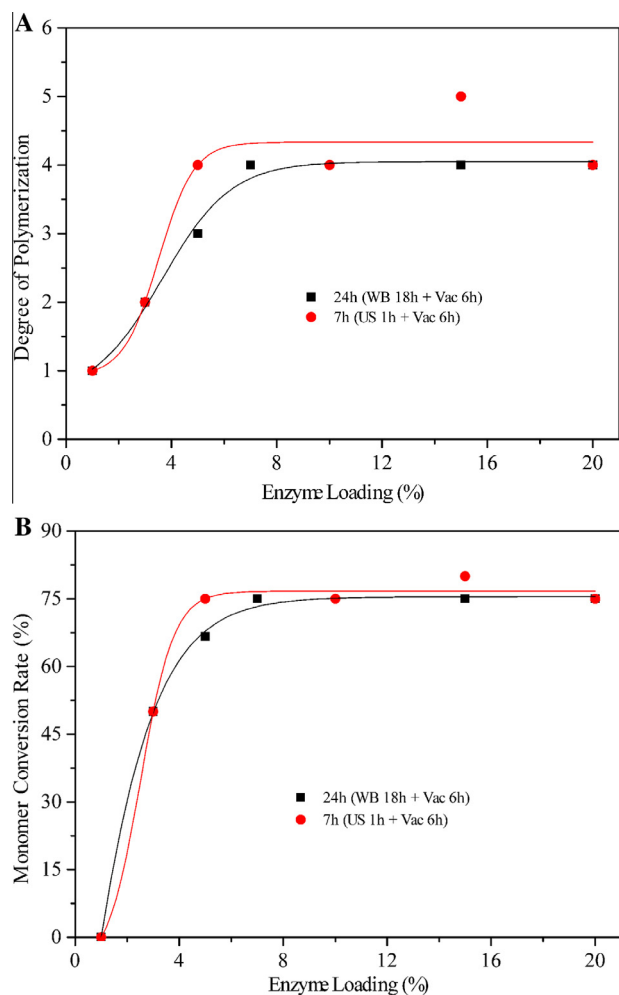 A
6
5
4
3
2
1
0
Degree of Polymerization
24h (WB 18h + Vac 6h)
7h (US 1h + Vac 6h)
0 4 8 12 16 20
Enzyme Loading (%)
B
90
75
60
45
30
15
0
Monomer Conversion Rate (%)
24h (WB 18h + Vac 6h)
7h (US 1h + Vac 6h)
0 4 8 12 16 20
Enzyme Loading (%)